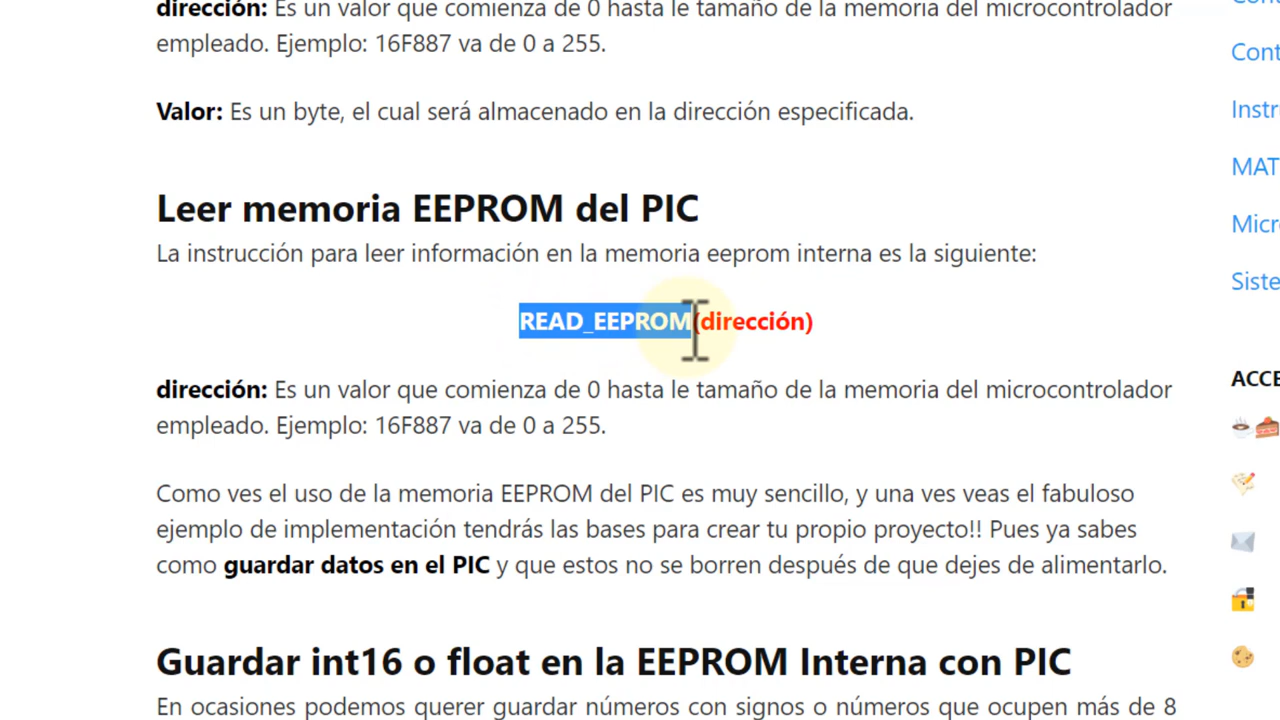 dirección: Es un valor que comienza de 0 hasta le tamaño de la memoria del microcontrolador
empleado. Ejemplo: 16F887 va de 0 a 255.
Valor: Es un byte, el cual será almacenado en la dirección especificada.
Leer memoria EEPROM del PIC
La instrucción para leer información en la memoria eeprom interna es la siguiente:
READ_EEPROM(dirección)
dirección: Es un valor que comienza de 0 hasta le tamaño de la memoria del microcontrolador
empleado. Ejemplo: 16F887 va de 0 a 255.
Como ves el uso de la memoria EEPROM del PIC es muy sencillo, y una ves veas el fabuloso
ejemplo de implementación tendrás las bases para crear tu propio proyecto!! Pues ya sabes
como guardar datos en el PIC y que estos no se borren después de que dejes de alimentarlo.
Guardar int16 o float en la EEPROM Interna con PIC
En ocasiones podemos querer guardar números con signos o números que ocupen más de 8
Cont
Instr
MAT
Micr
Siste
ACCE